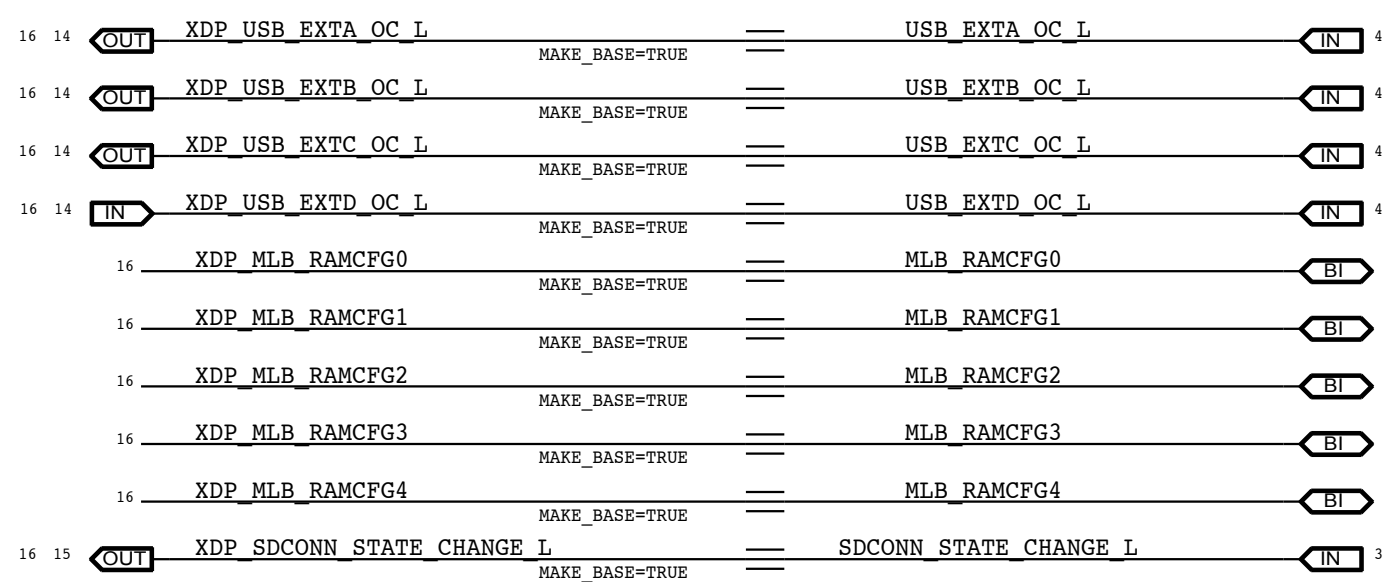 16 14 OUT XDP_USB_EXTA_OC_L USB_EXTA_OC_L IN 4
MAKE_BASE=TRUE
16 14 OUT XDP_USB_EXTB_OC_L USB_EXTB_OC_L IN 4
MAKE_BASE=TRUE
16 14 OUT XDP_USB_EXTC_OC_L USB_EXTC_OC_L IN 4
MAKE_BASE=TRUE
16 14 IN XDP_USB_EXTD_OC_L USB_EXTD_OC_L IN 4
MAKE_BASE=TRUE
16 XDP_MLB_RAMCFG0 MLB_RAMCFG0 BI
MAKE_BASE=TRUE
16 XDP_MLB_RAMCFG1 MLB_RAMCFG1 BI
MAKE_BASE=TRUE
16 XDP_MLB_RAMCFG2 MLB_RAMCFG2 BI
MAKE_BASE=TRUE
16 XDP_MLB_RAMCFG3 MLB_RAMCFG3 BI
MAKE_BASE=TRUE
16 XDP_MLB_RAMCFG4 MLB_RAMCFG4 BI
MAKE_BASE=TRUE
16 15 OUT XDP_SDCONN_STATE_CHANGE_L SDCONN_STATE_CHANGE_L IN 3
MAKE_BASE=TRUE